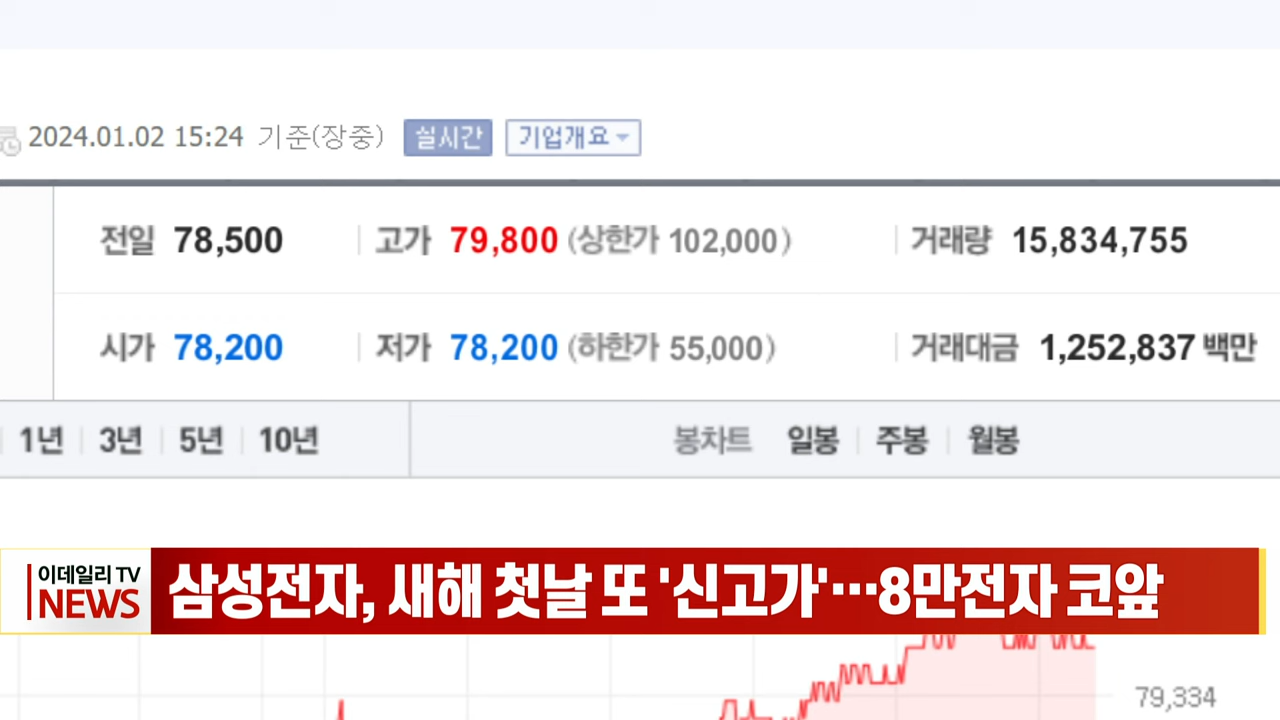 2024.01.02 15:24 기준(장중) 실시간 기업개요
전일 78,500 고가 79,800 (상한가 102,000) 거래량 15,834,755
시가 78,200 저가 78,200 (하한가 55,000) 거래대금 1,252,837 백만
1년 3년 5년 10년 봉차트 일봉 주봉 월봉
이데일리 TV
NEWS
삼성전자, 새해 첫날 또 '신고가'…8만전자 코앞
79,334